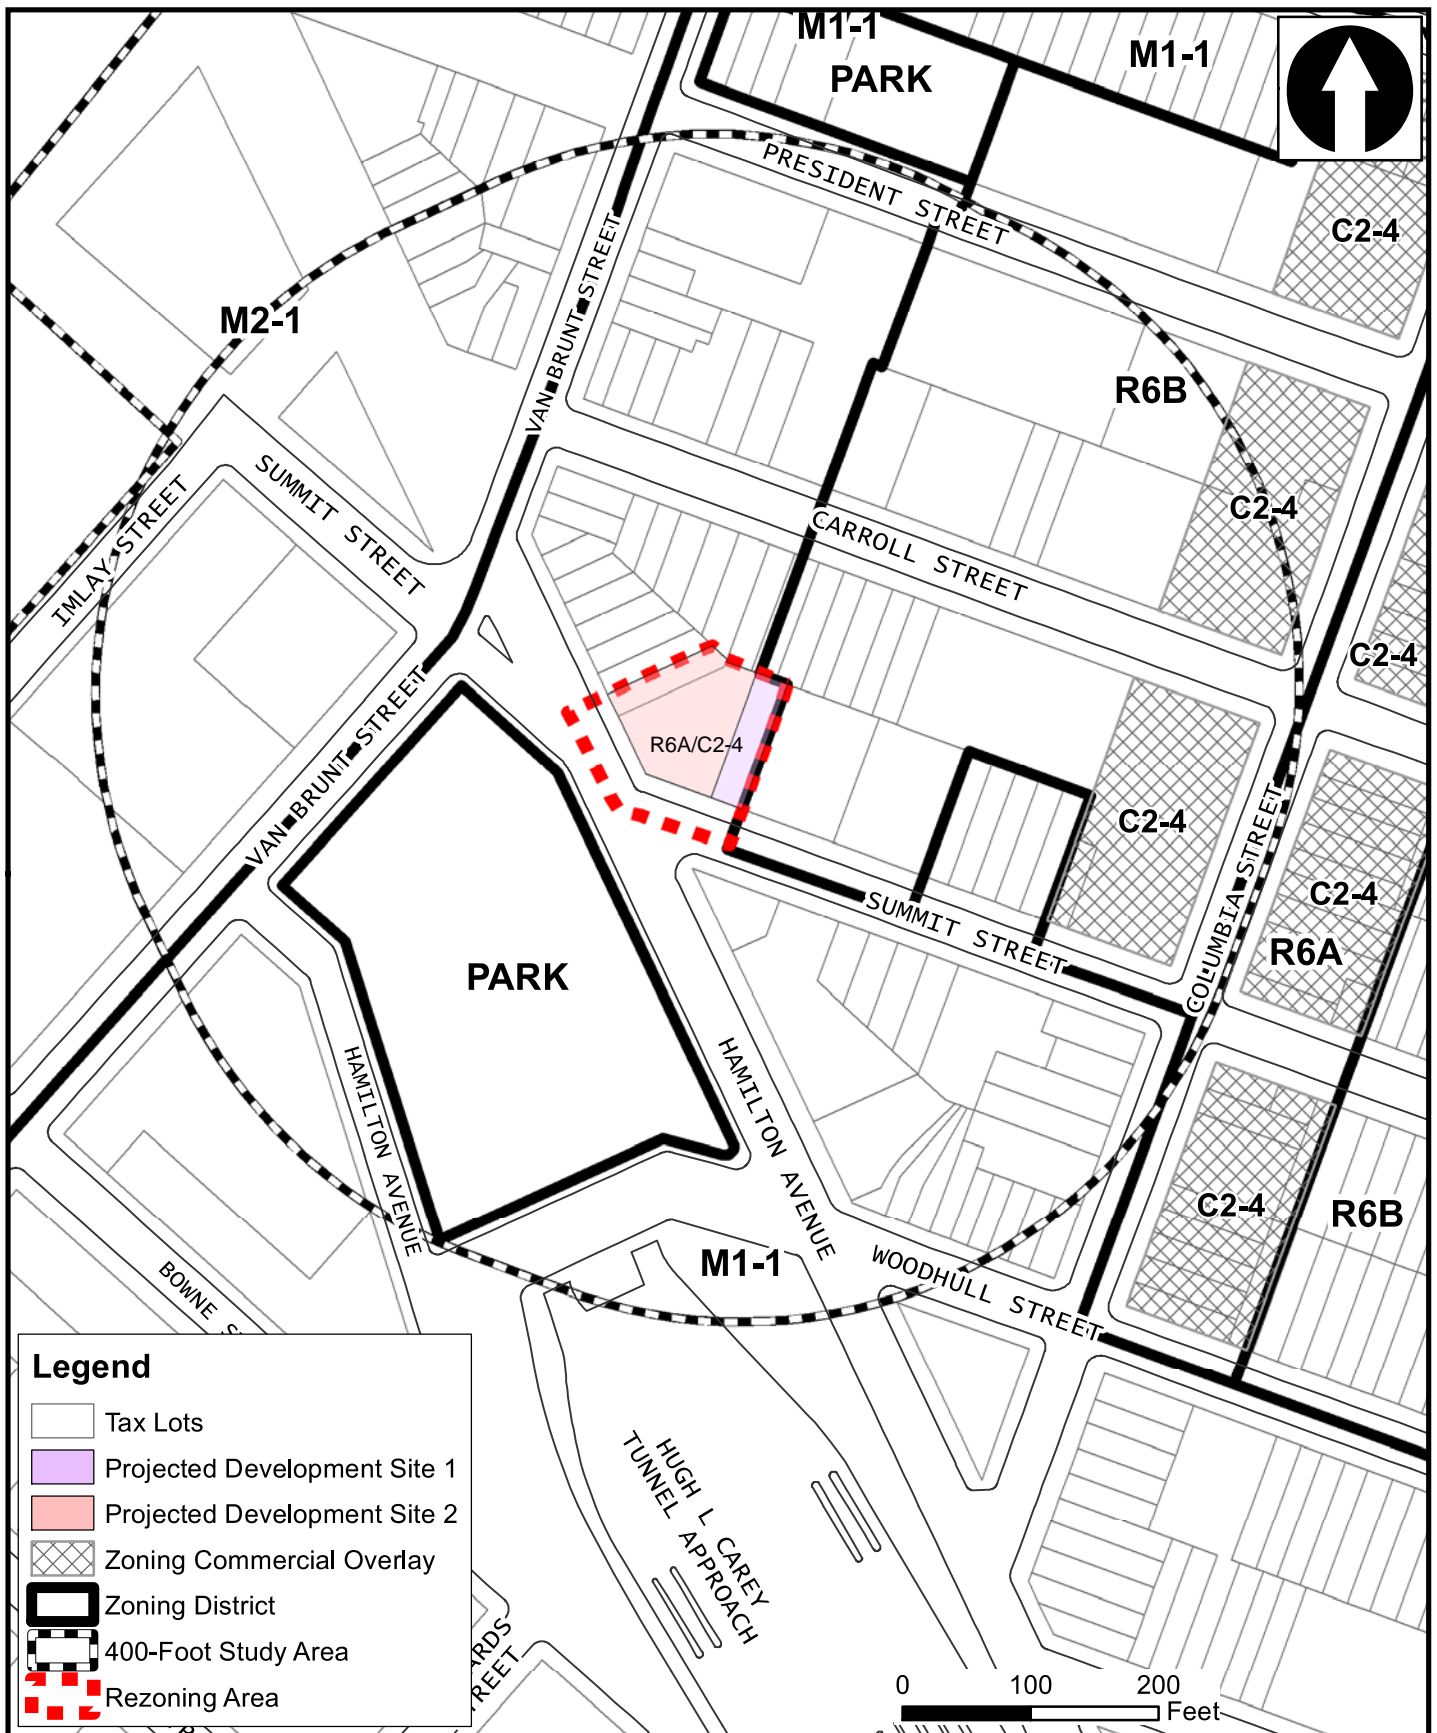 M1-1
PARK
M1-1
PRESIDENT STREET
C2-4
M2-1
VAN BRUNT STREET
R6B
C2-4
SUMMIT STREET
IMLAY STREET
CARROLL STREET
C2-4
VAN BRUNT STREET
R6A/C2-4
C2-4
COLUMBIA STREET
C2-4
R6A
SUMMIT STREET
PARK
HAMILTON AVENUE
HAMILTON AVENUE
C2-4
R6B
M1-1
WOODHULL STREET
BOWNE
HUGH L CAREY
TUNNEL APPROACH
Legend
Tax Lots
Projected Development Site 1
Projected Development Site 2
Zoning Commercial Overlay
Zoning District
400-Foot Study Area
Rezoning Area
ARDS
REET
0 100 200
Feet